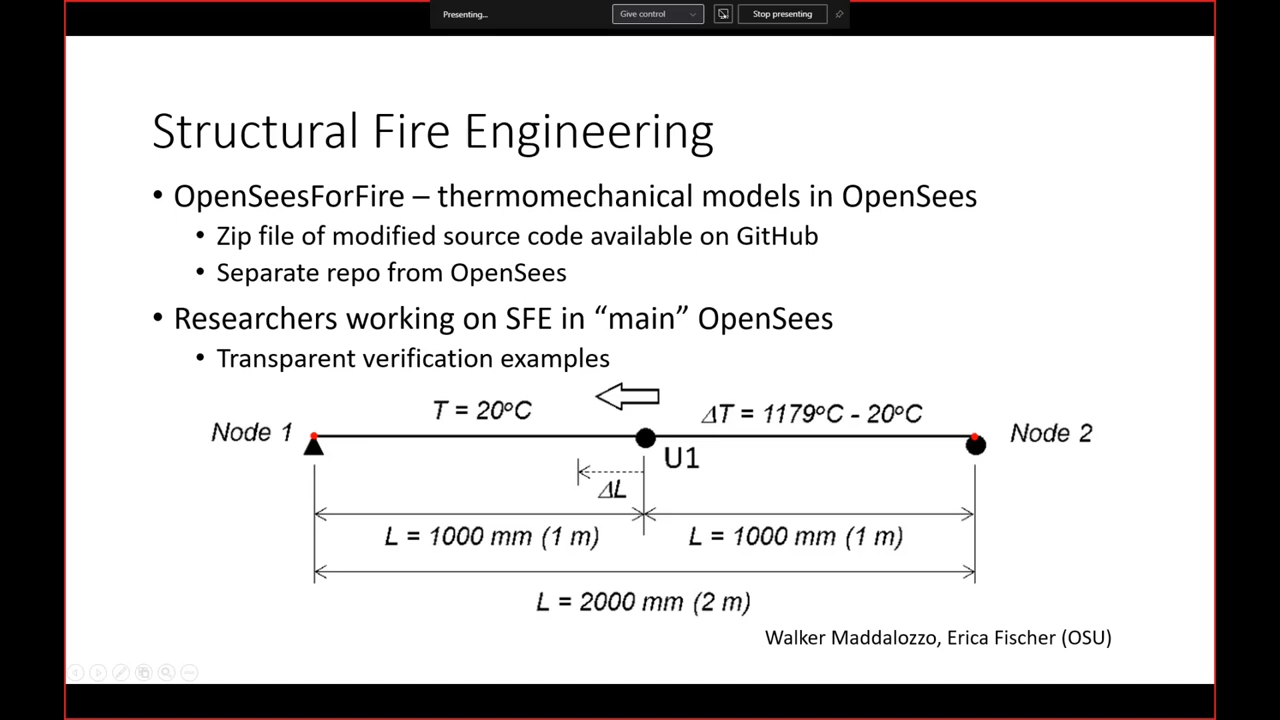 Presenting...
Give control
Stop presenting
Structural Fire Engineering
• OpenSeesForFire – thermomechanical models in OpenSees
• Zip file of modified source code available on GitHub
• Separate repo from OpenSees
• Researchers working on SFE in “main” OpenSees
• Transparent verification examples
T = 20°C
ΔT = 1179°C - 20°C
Node 1
Node 2
U1
ΔL
L = 1000 mm (1 m)
L = 1000 mm (1 m)
L = 2000 mm (2 m)
Walker Maddalozzo, Erica Fischer (OSU)